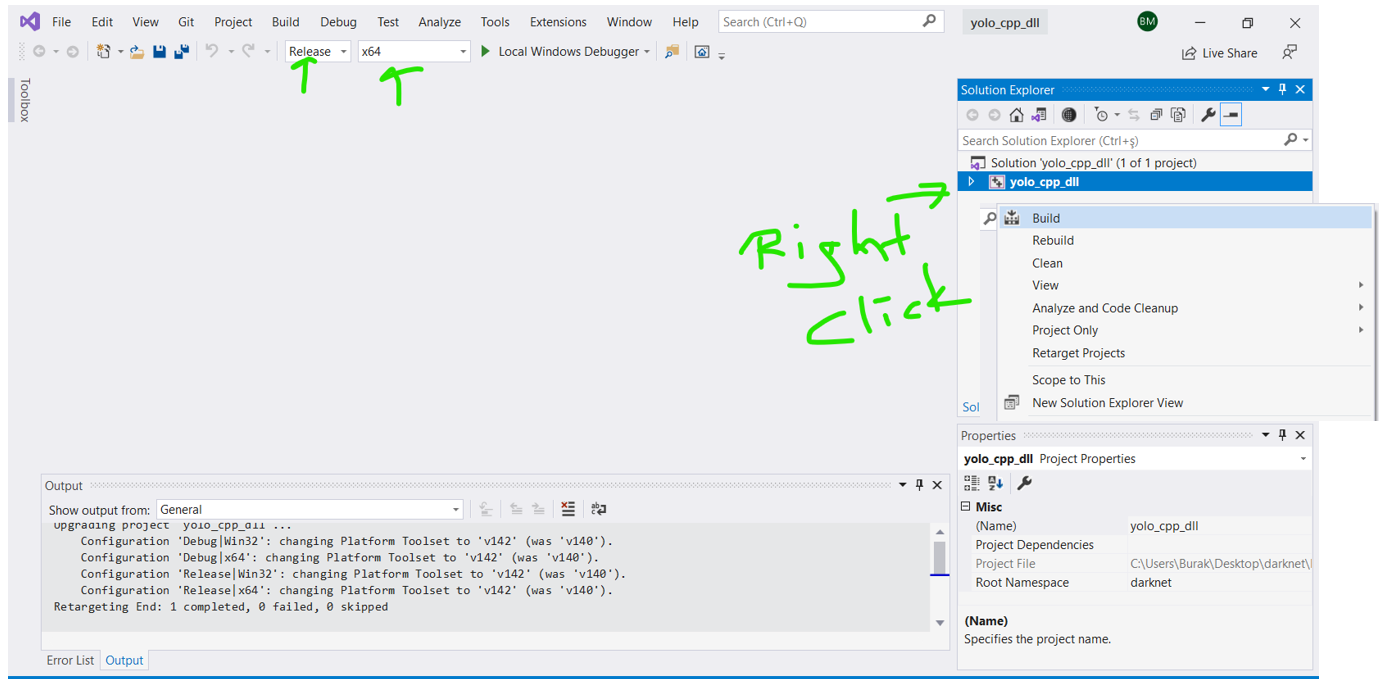 File Edit View Git Project Build Debug Test Analyze Tools Extensions Window Help Search (Ctrl+Q) yolo_cpp_dll BM
Release x64 Local Windows Debugger Live Share
Toolbox
Solution Explorer
Search Solution Explorer (Ctrl+ş)
Solution 'yolo_cpp_dll' (1 of 1 project)
yolo_cpp_dll
Right
Click
Build
Rebuild
Clean
View
Analyze and Code Cleanup
Project Only
Retarget Projects
Scope to This
New Solution Explorer View
Sol
Properties
yolo_cpp_dll Project Properties
Misc
(Name) yolo_cpp_dll
Project Dependencies
Project File C:\Users\Burak\Desktop\darknet\
Root Namespace darknet
(Name)
Specifies the project name.
Output
Show output from: General
Upgrading project 'yolo_cpp_dll'...
Configuration 'Debug|Win32': changing Platform Toolset to 'v142' (was 'v140').
Configuration 'Debug|x64': changing Platform Toolset to 'v142' (was 'v140').
Configuration 'Release|Win32': changing Platform Toolset to 'v142' (was 'v140').
Configuration 'Release|x64': changing Platform Toolset to 'v142' (was 'v140').
Retargeting End: 1 completed, 0 failed, 0 skipped
Error List Output